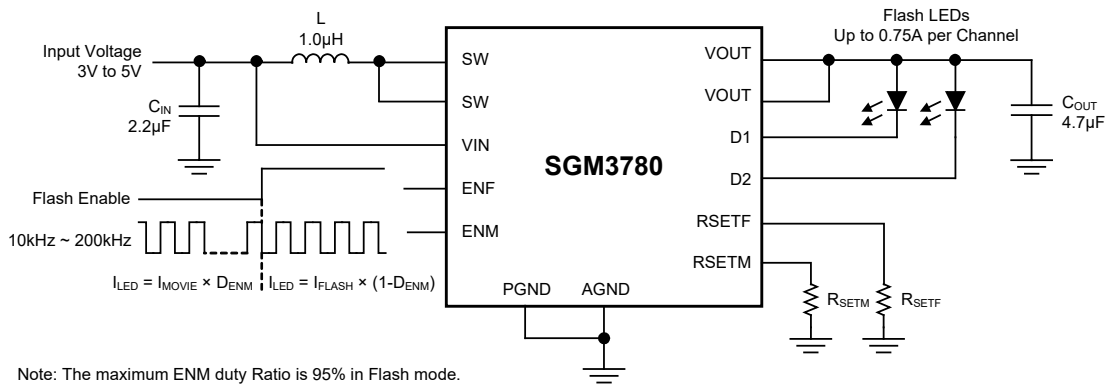 L
1.0µH
Input Voltage
3V to 5V
CIN
2.2µF
Flash Enable
10kHz ~ 200kHz
ILED = IMOVIE × DENM
ILED = IFLASH × (1-DENM)
SW
SW
VIN
ENF
ENM
SGM3780
PGND
AGND
VOUT
VOUT
D1
D2
RSETF
RSETM
Flash LEDs
Up to 0.75A per Channel
COUT
4.7µF
RSETM
RSETF
Note: The maximum ENM duty Ratio is 95% in Flash mode.